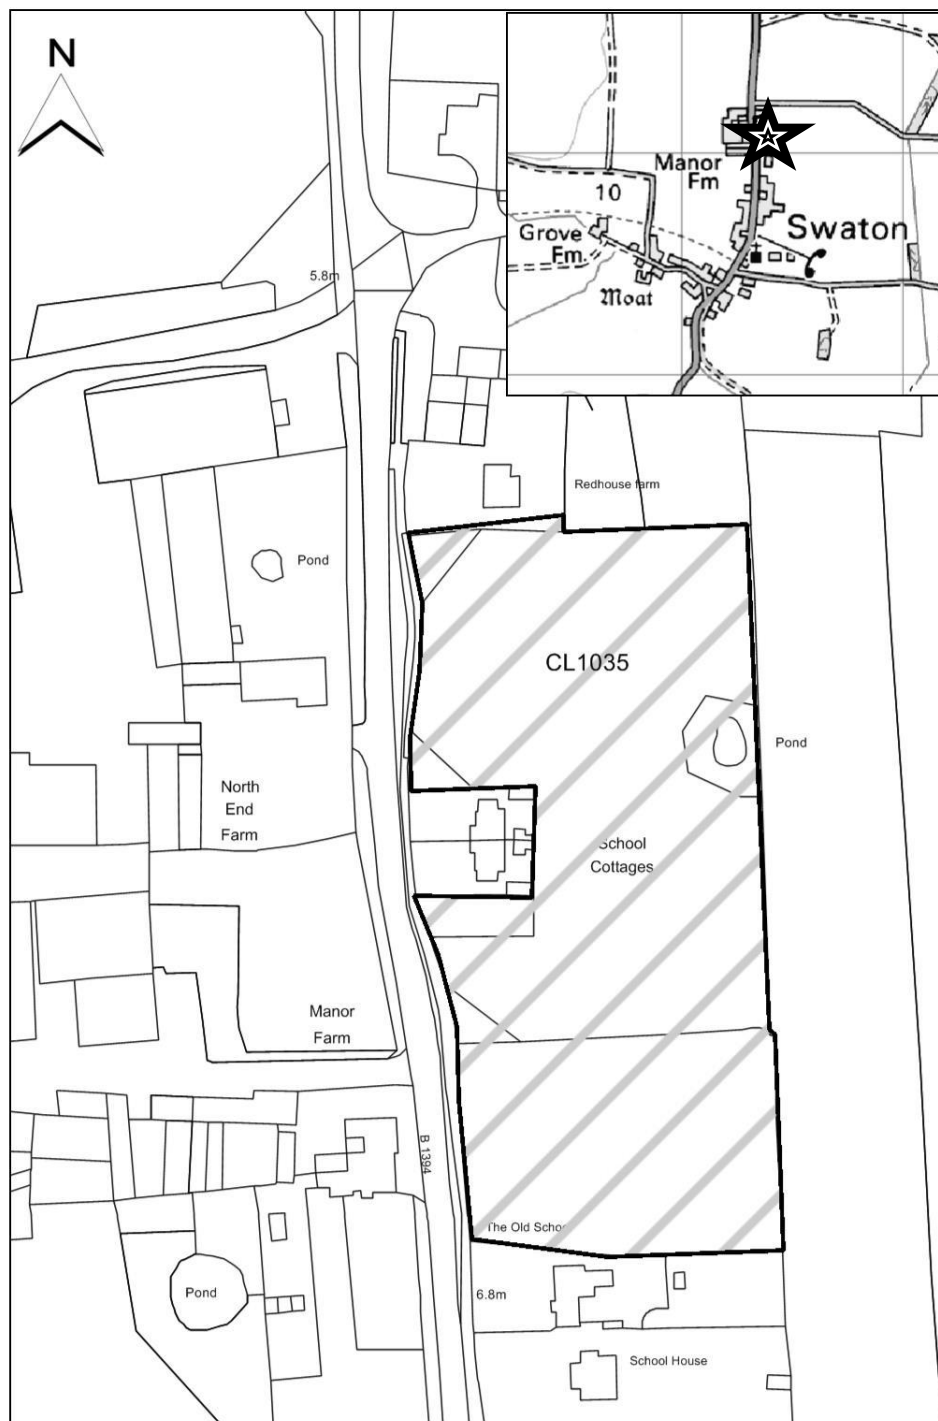 N
Manor
Fm
10
Swaton
Grove
Fm
Moat
5.8m
Redhouse farm
Pond
CL1035
Pond
North
End
Farm
School
Cottages
Manor
Farm
B 1394
The Old Schoo
Pond
6.8m
School House